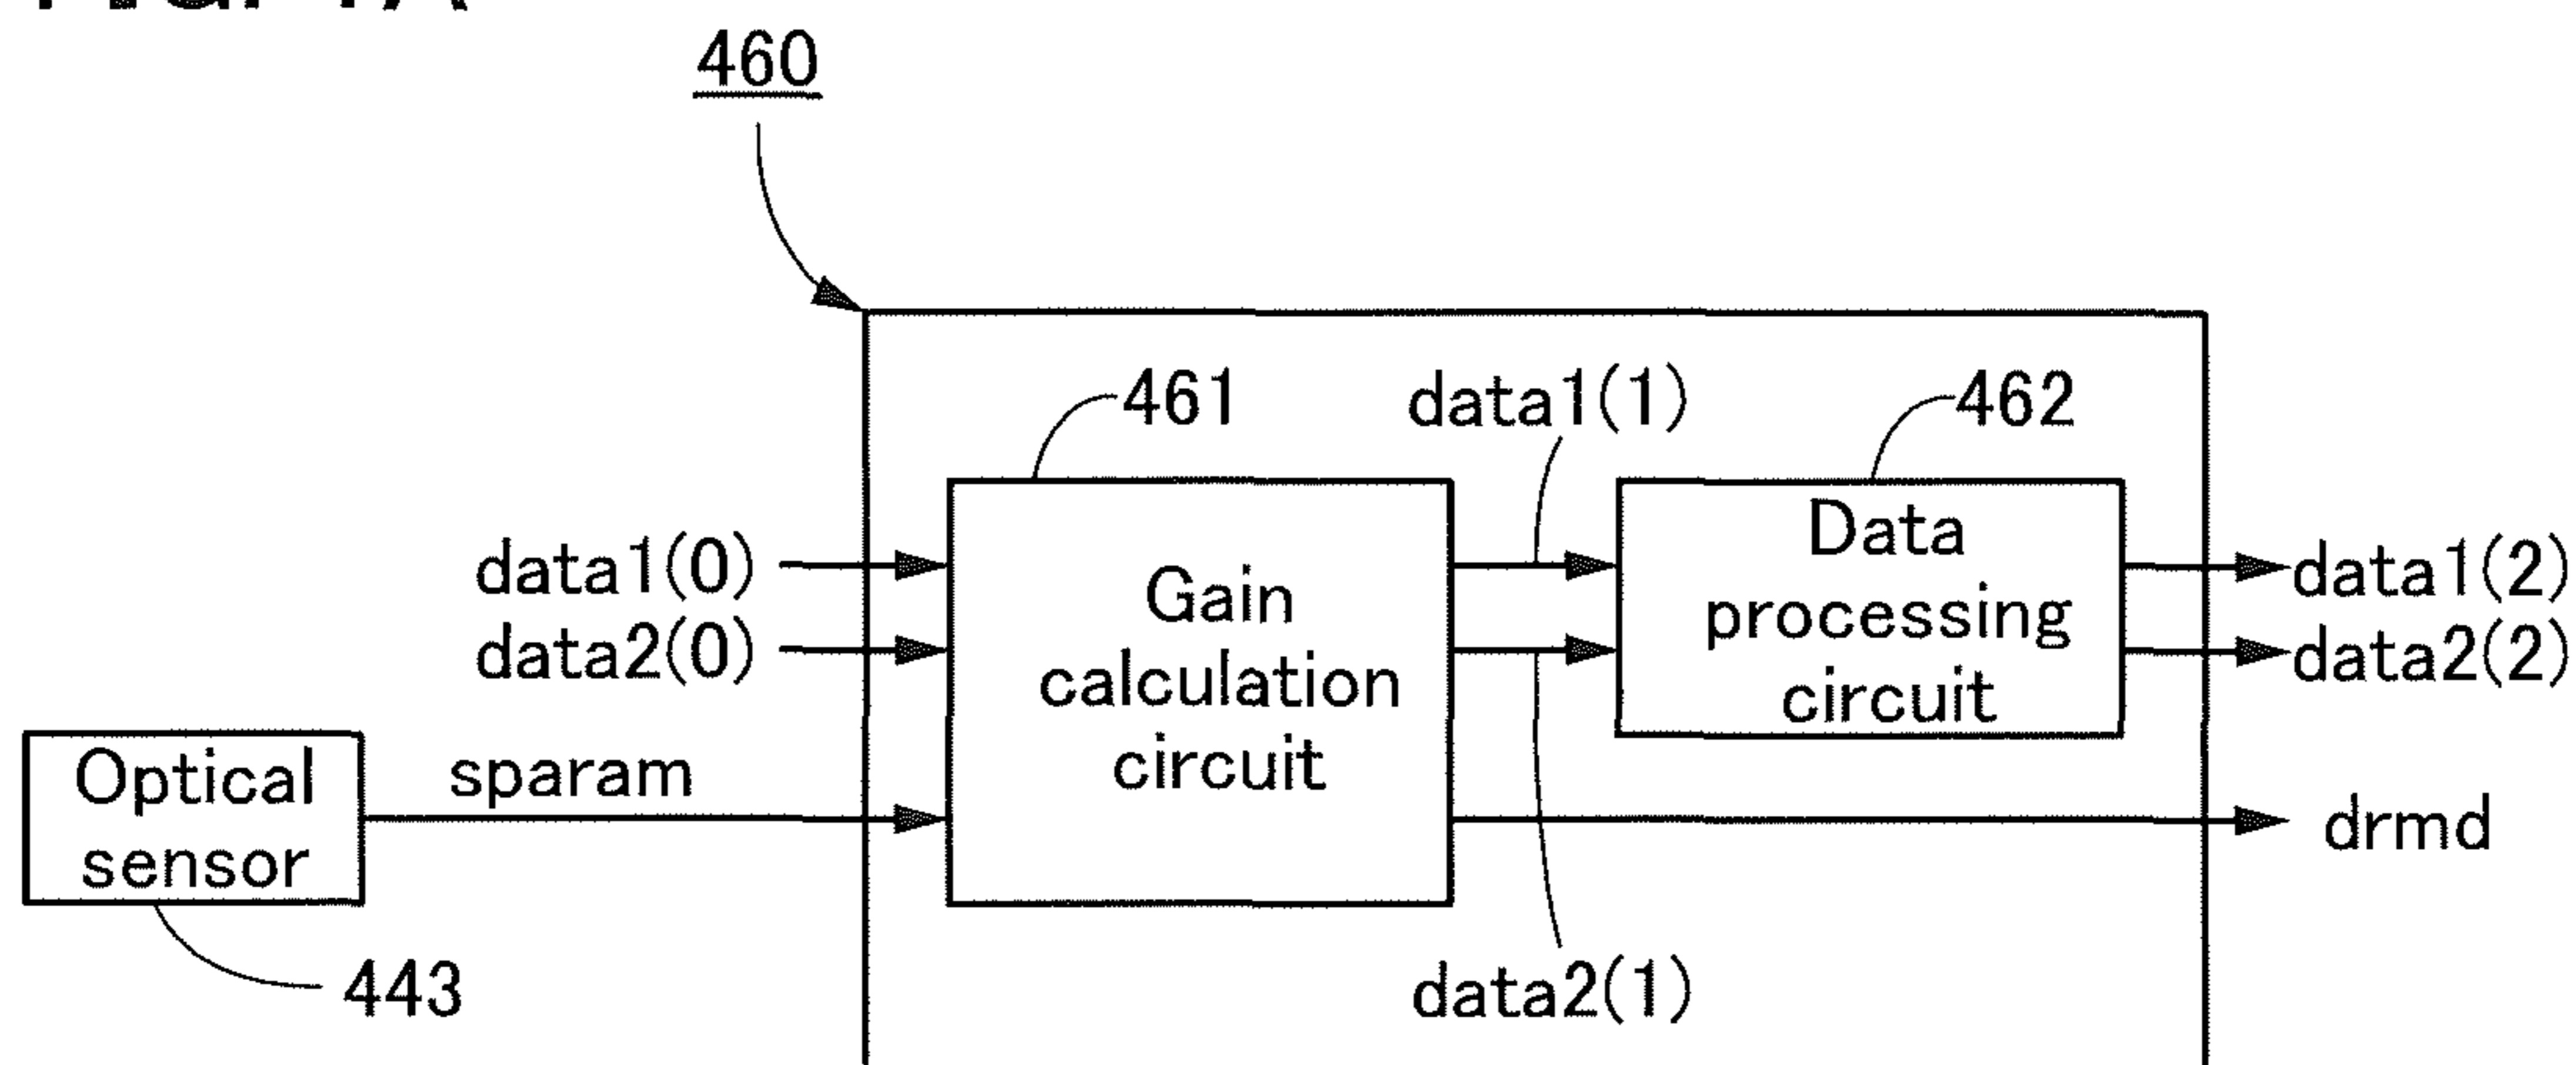 460
461
data1(1)
462
data1(0)
data2(0)
Gain
calculation
circuit
Data
processing
circuit
data1(2)
data2(2)
Optical
sensor
sparam
drmd
443
data2(1)